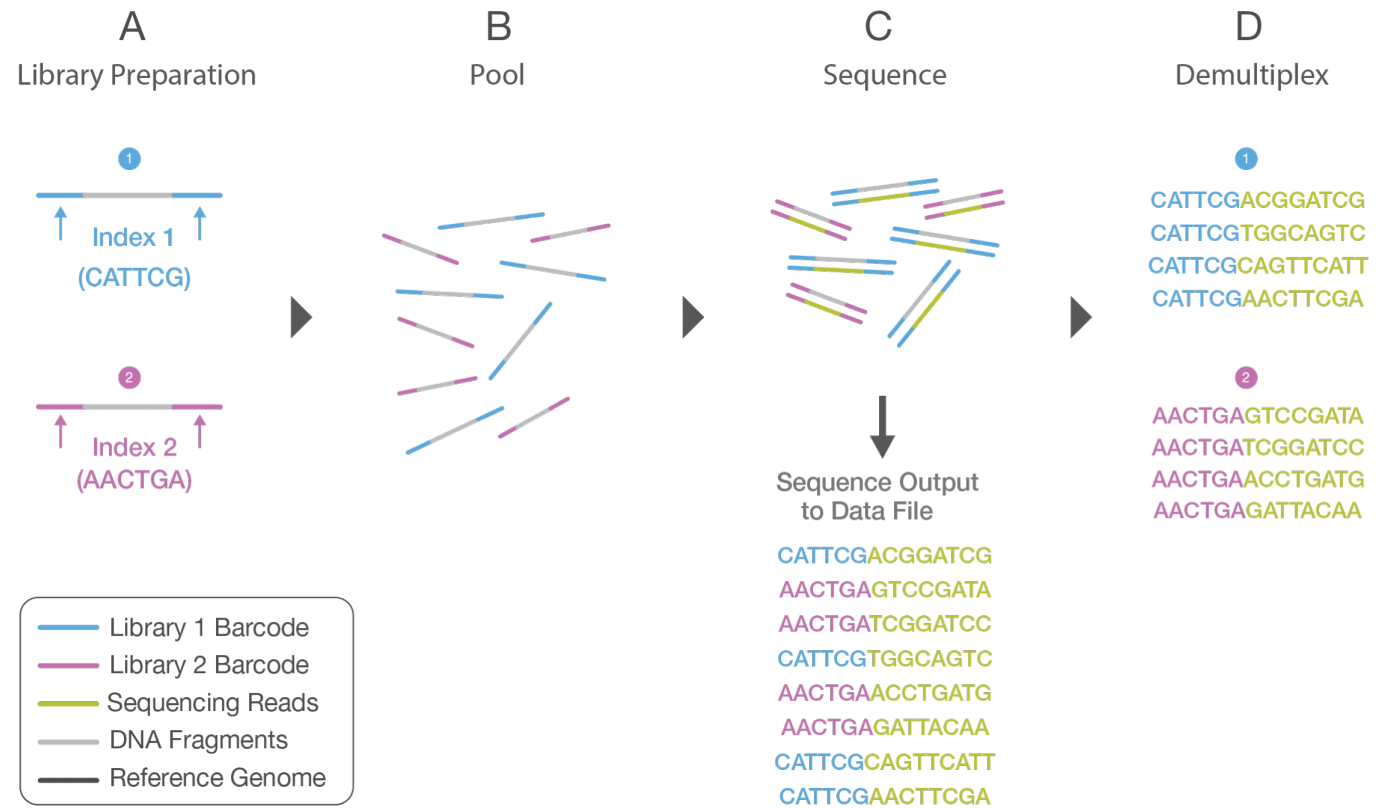 A
Library Preparation
1
Index 1
(CATTCG)
2
Index 2
(AACTGA)
Library 1 Barcode
Library 2 Barcode
Sequencing Reads
DNA Fragments
Reference Genome
B
Pool
C
Sequence
Sequence Output
to Data File
CATTCGACGGATCG
AACTGAGTCCGATA
AACTGATCGGATCC
CATTCGTGGCAGTC
AACTGAACCTGATG
AACTGAGATTACAA
CATTCGCAGTTCATT
CATTCGAACTTCGA
D
Demultiplex
1
CATTCGACGGATCG
CATTCGTGGCAGTC
CATTCGCAGTTCATT
CATTCGAACTTCGA
2
AACTGAGTCCGATA
AACTGATCGGATCC
AACTGAACCTGATG
AACTGAGATTACAA